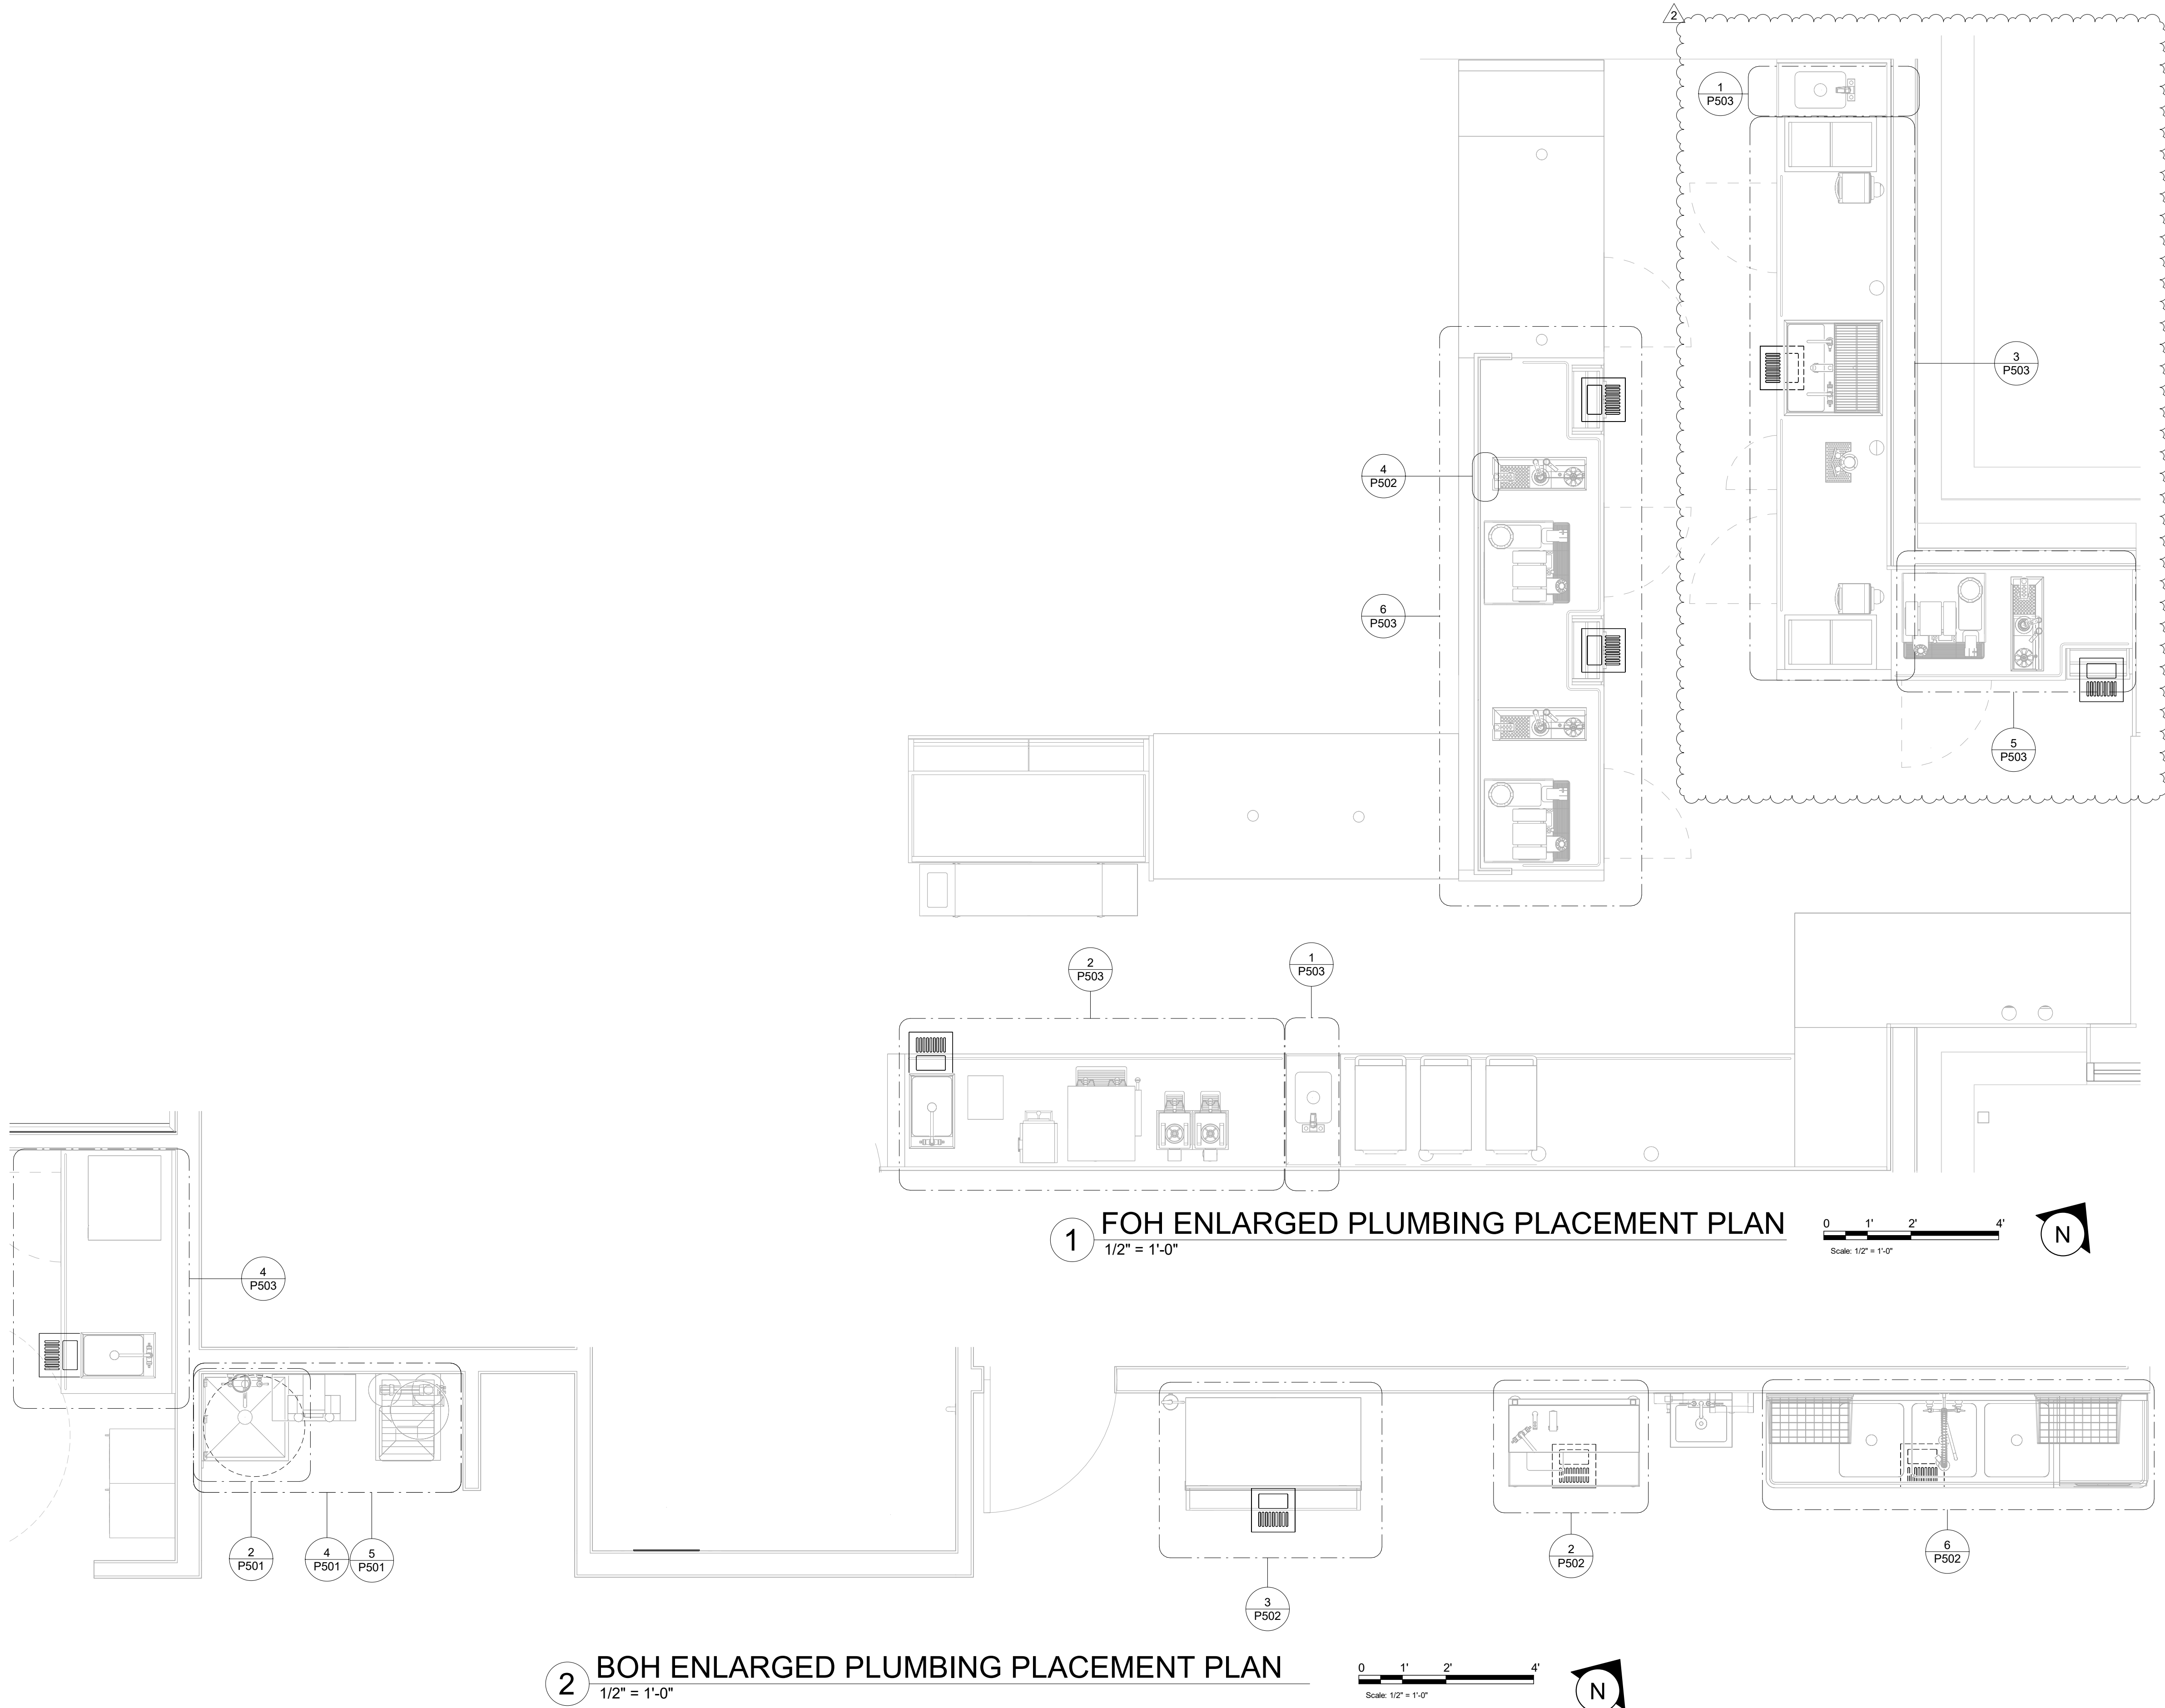 2
1
P503
3
P503
4
P502
6
P503
5
P503
2
P503
1
P503
1
FOH ENLARGED PLUMBING PLACEMENT PLAN
1/2" = 1'-0"
0 1' 2' 4'
Scale: 1/2" = 1'-0"
N
4
P503
2
P501
4
P501
5
P501
3
P502
2
P502
6
P502
2
BOH ENLARGED PLUMBING PLACEMENT PLAN
1/2" = 1'-0"
0 1' 2' 4'
Scale: 1/2" = 1'-0"
N